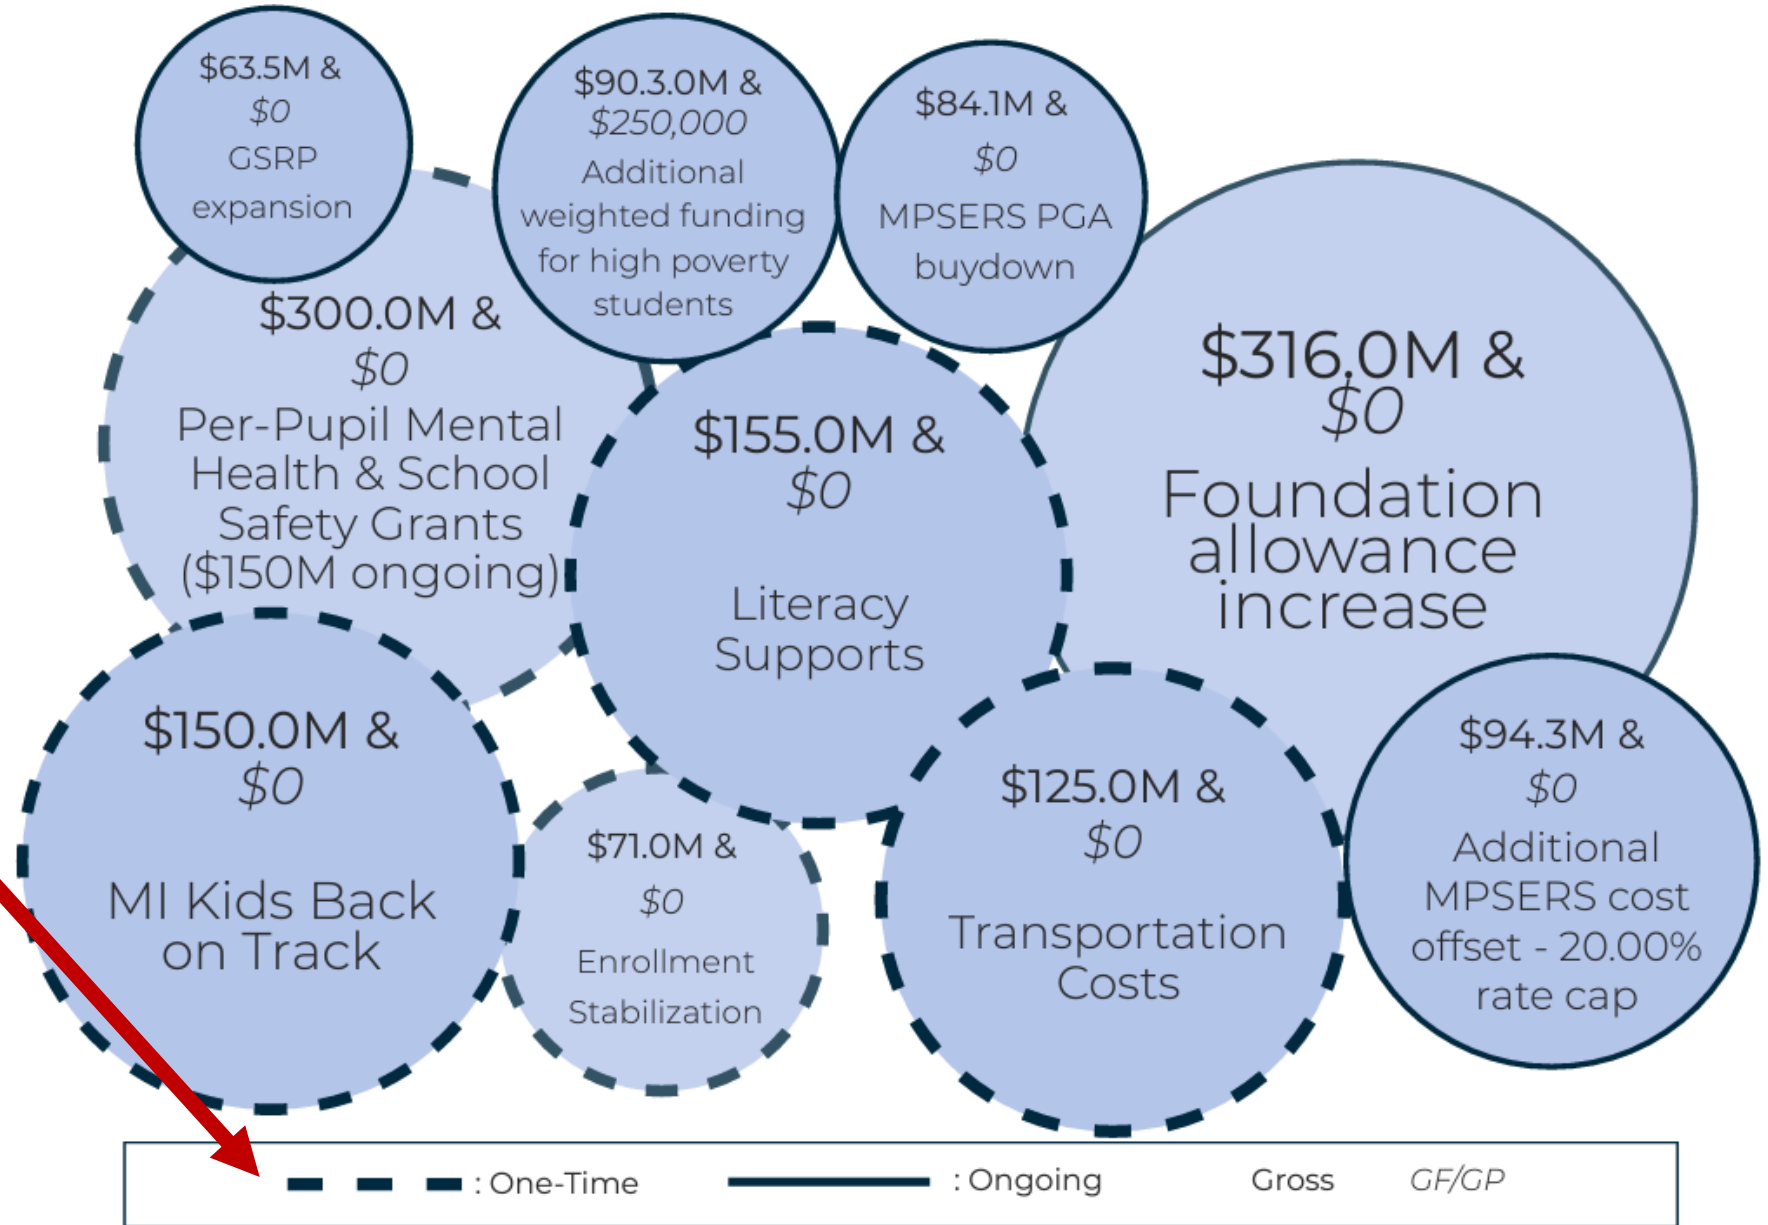 $63.5M &
$0
GSRP
expansion
$90.3.0M &
$250,000
Additional
weighted funding
for high poverty
students
$84.1M &
$0
MPSERS PGA
buydown
$300.0M &
$0
Per-Pupil Mental
Health & School
Safety Grants
($150M ongoing)
$155.0M &
$0
Literacy
Supports
$316.0M &
$0
Foundation
allowance
increase
$150.0M &
$0
MI Kids Back
on Track
$71.0M &
$0
Enrollment
Stabilization
$125.0M &
$0
Transportation
Costs
$94.3M &
$0
Additional
MPSERS cost
offset - 20.00%
rate cap
: One-Time : Ongoing Gross GF/GP